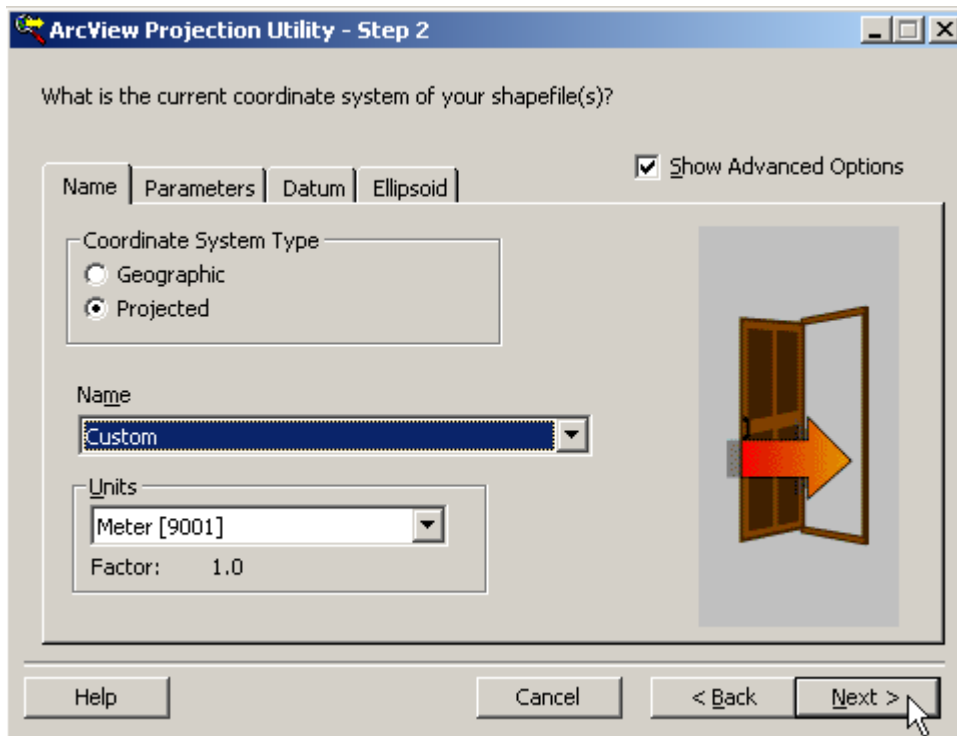 ArcView Projection Utility - Step 2
What is the current coordinate system of your shapefile(s)?
Show Advanced Options
Name Parameters Datum Ellipsoid
Coordinate System Type
Geographic
Projected
Name
Custom
Units
Meter [9001]
Factor: 1.0
Help Cancel < Back Next >